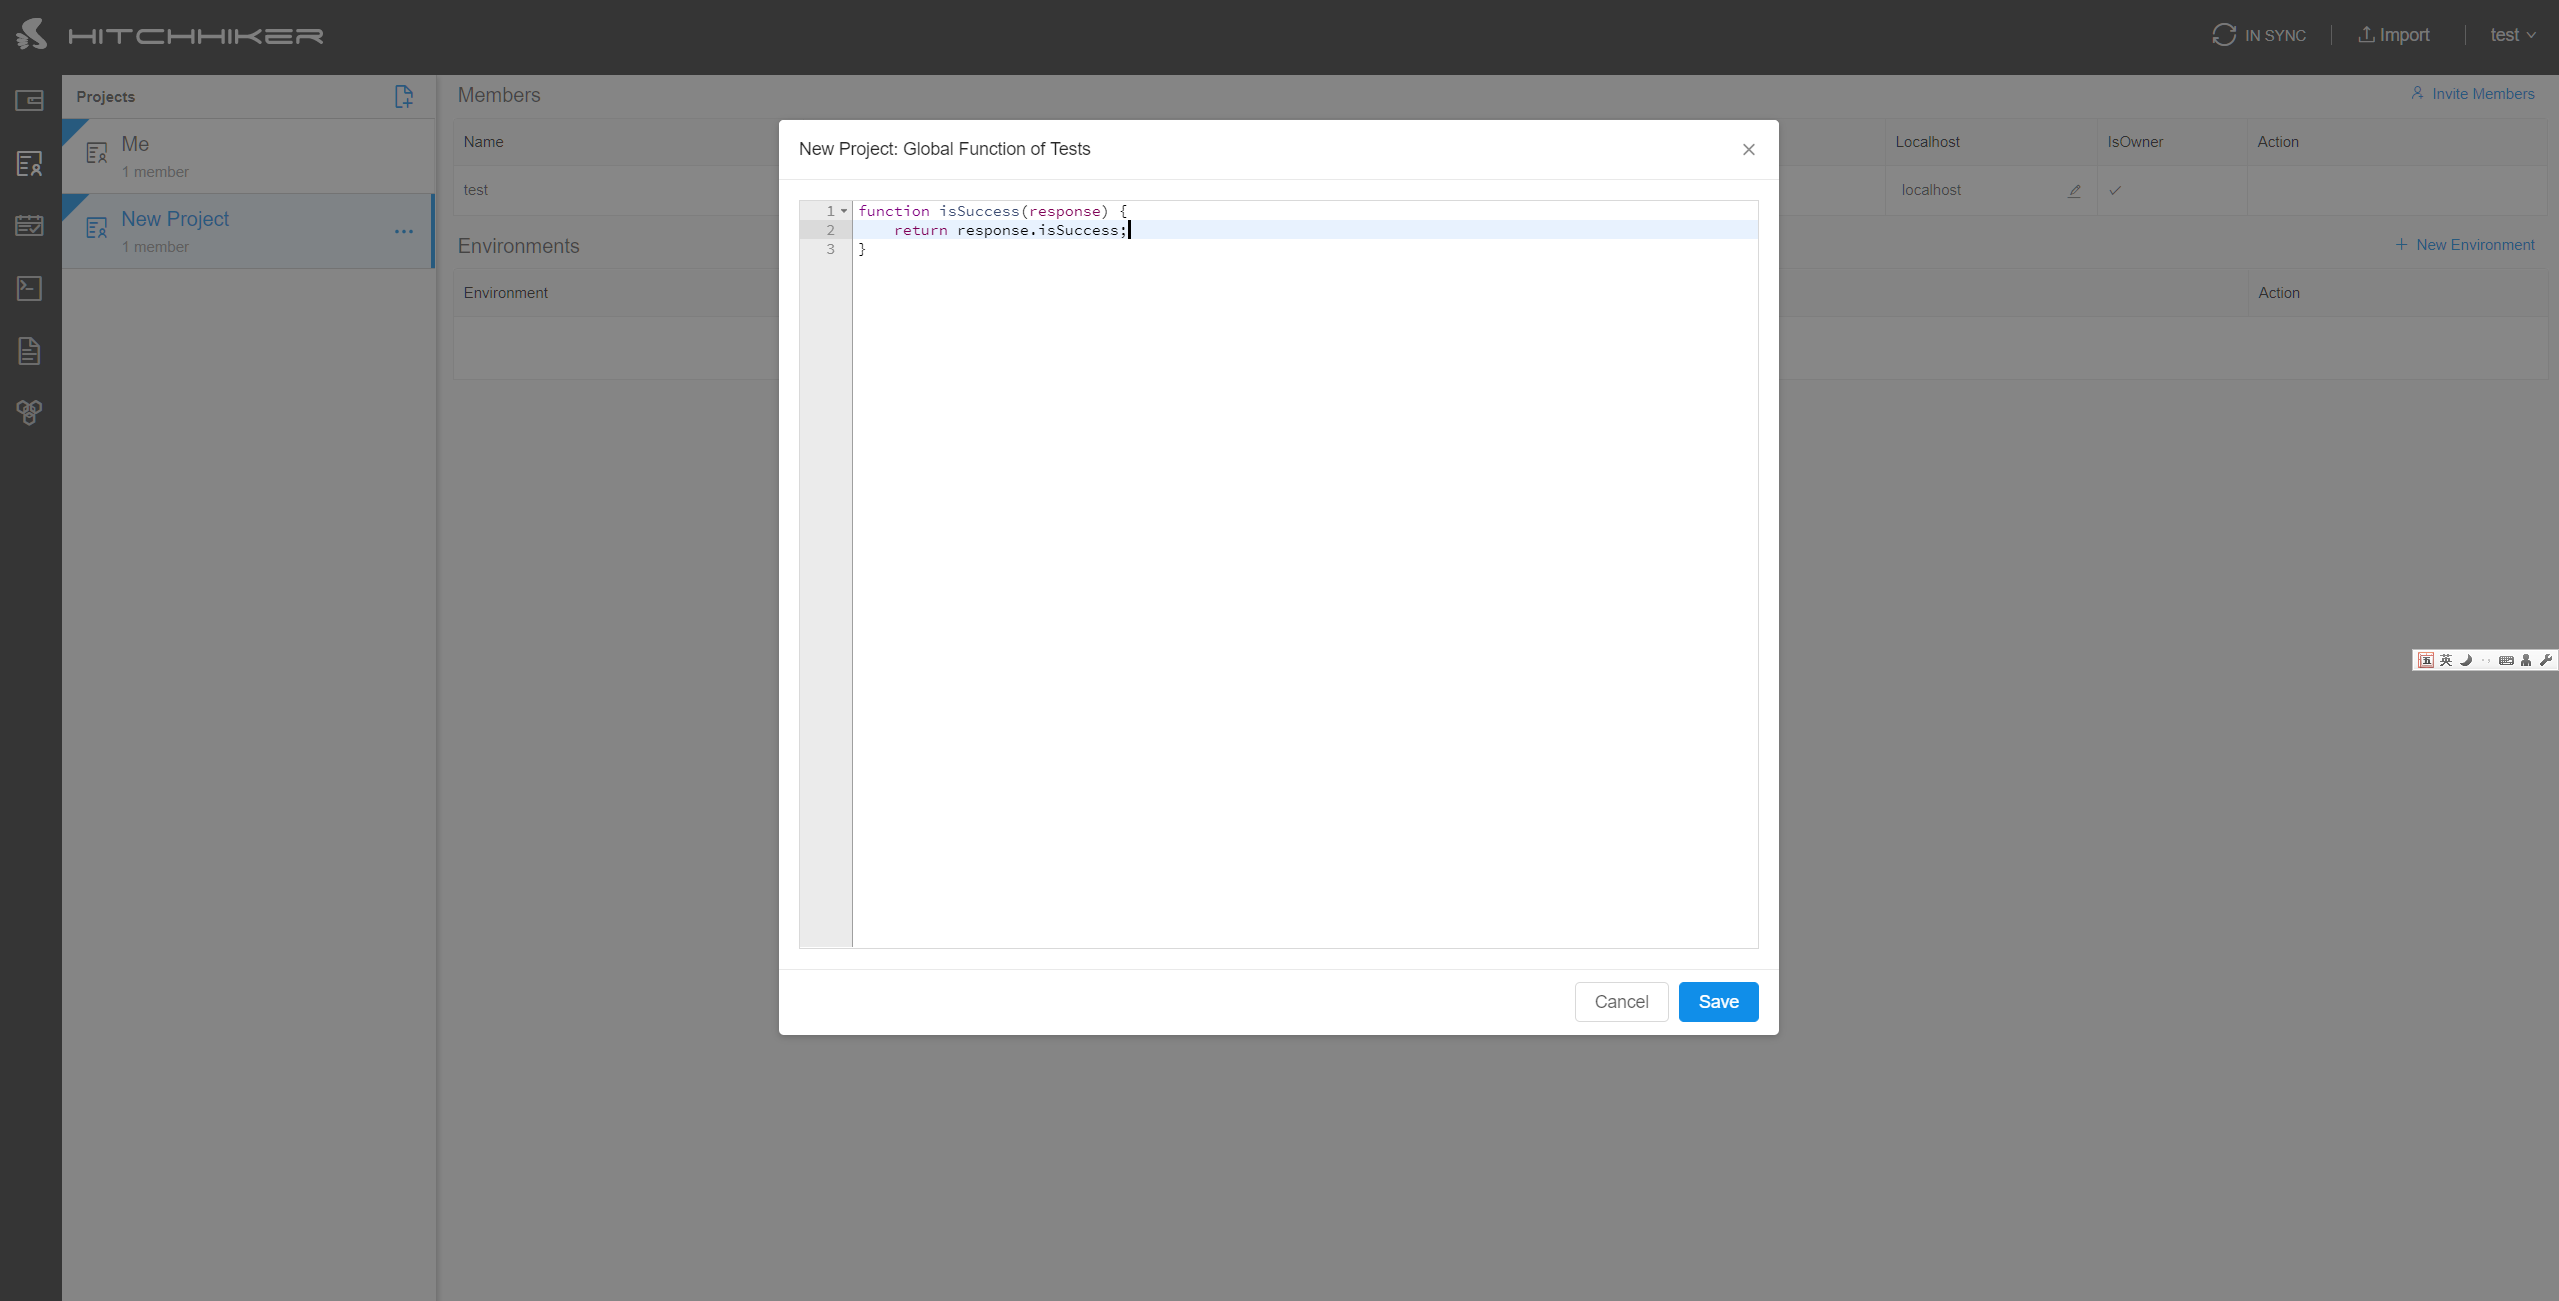 HITCHHIKER
IN SYNC
Import
test
Projects
Me
1 member
New Project
1 member
Members
Invite Members
Name
Localhost
IsOwner
Action
test
localhost
Environments
New Environment
Environment
Action
New Project: Global Function of Tests
1 function isSuccess(response) {
2 return response.isSuccess;
3 }
五 英
Cancel
Save